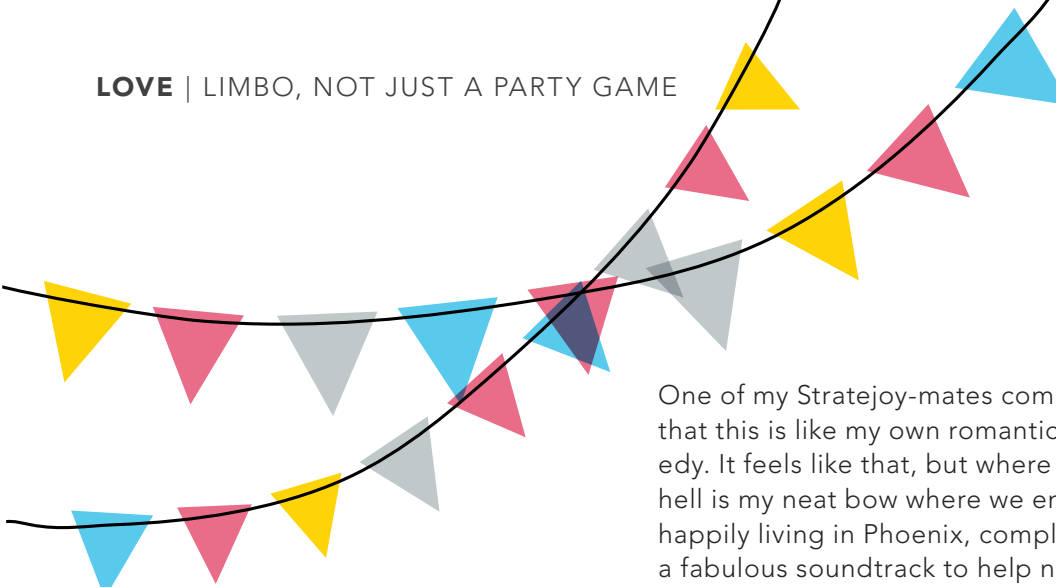 LOVE | LIMBO, NOT JUST A PARTY GAME
One of my Stratejoy-mates com
that this is like my own romantic
edy. It feels like that, but where
hell is my neat bow where we
happily living in Phoenix, compl
a fabulous soundtrack to help